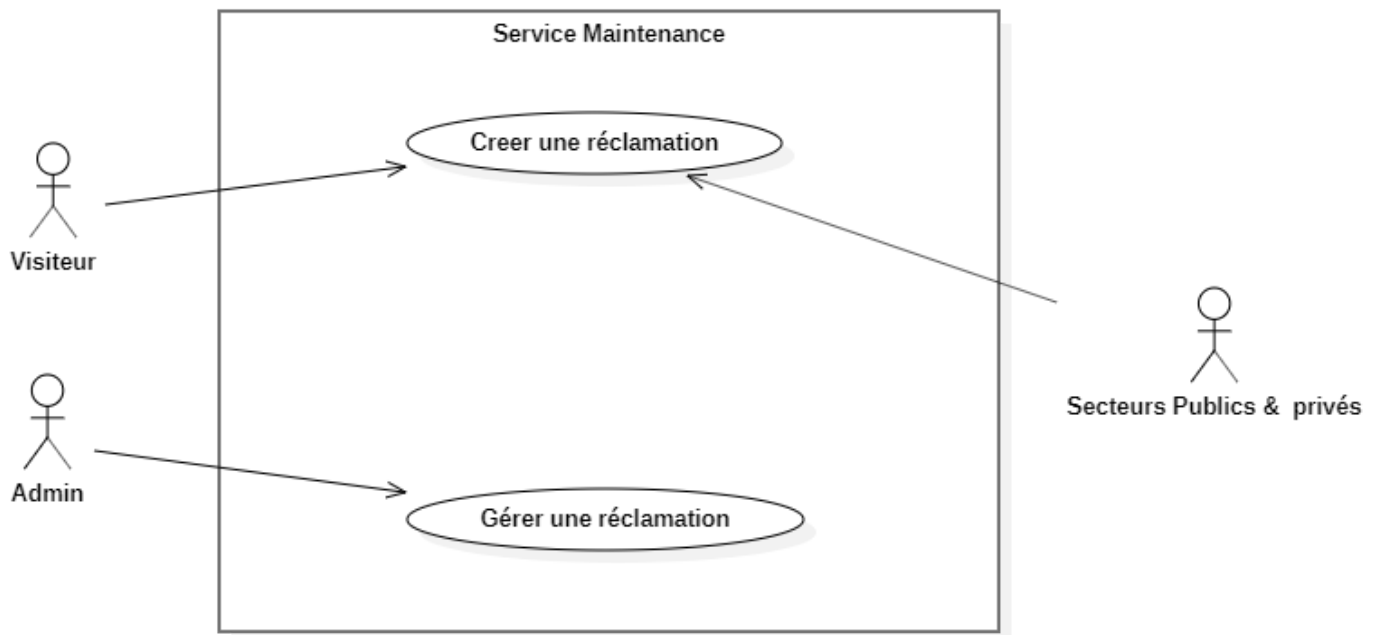 Service Maintenance
Creer une réclamation
Visiteur
Secteurs Publics &  privés
Admin
Gérer une réclamation